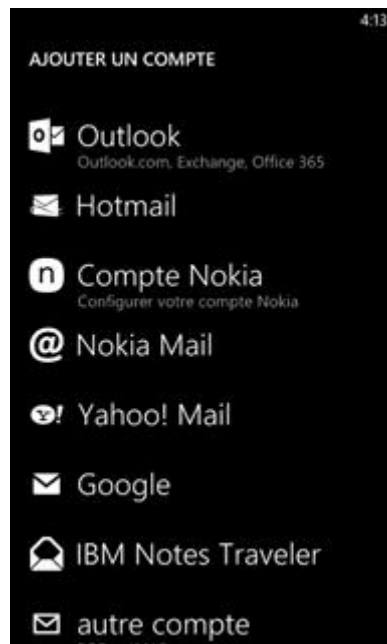 4:13
AJOUTER UN COMPTE
Outlook
Outlook.com, Exchange, Office 365
Hotmail
Compte Nokia
Configurer votre compte Nokia
Nokia Mail
Yahoo! Mail
Google
IBM Notes Traveler
autre compte